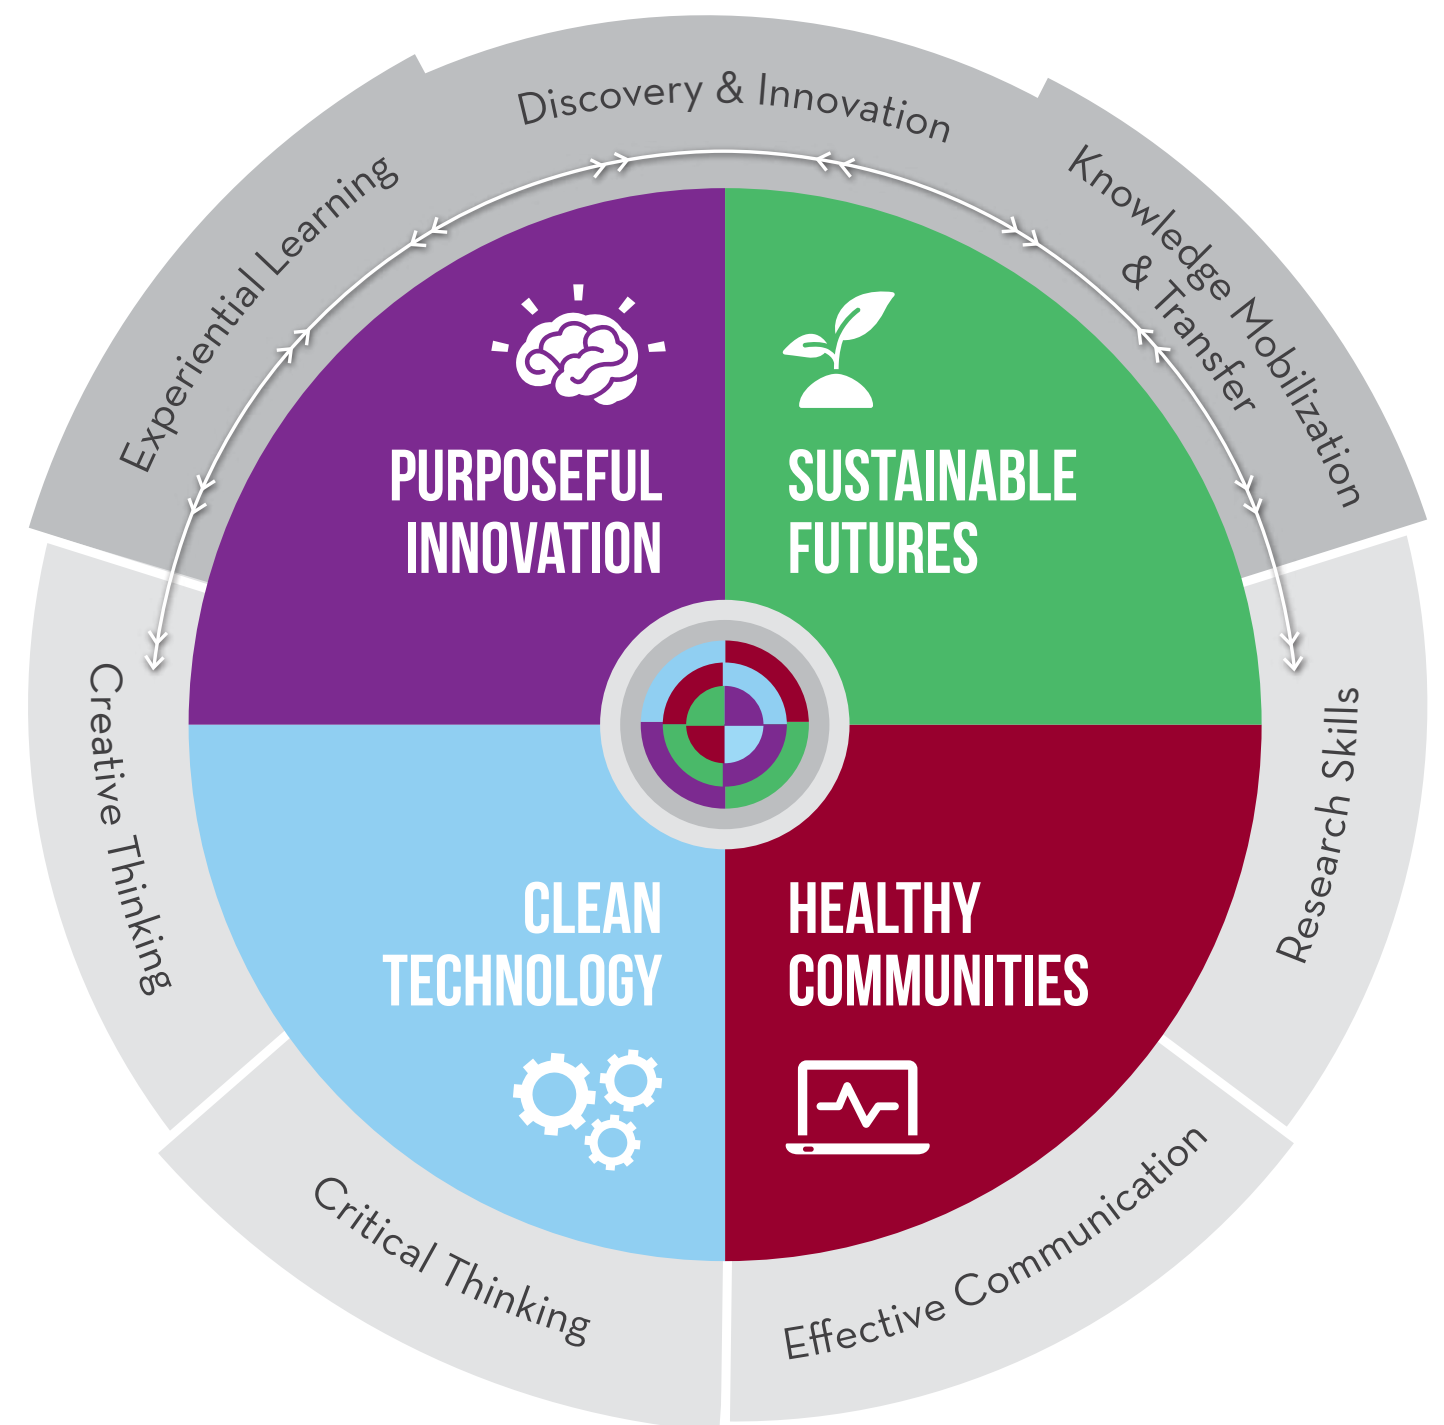 Discovery & Innovation
Experiential Learning
Knowledge Mobilization
& Transfer
PURPOSEFUL
INNOVATION
SUSTAINABLE
FUTURES
Creative Thinking
Research Skills
CLEAN
TECHNOLOGY
HEALTHY
COMMUNITIES
Critical Thinking
Effective Communication